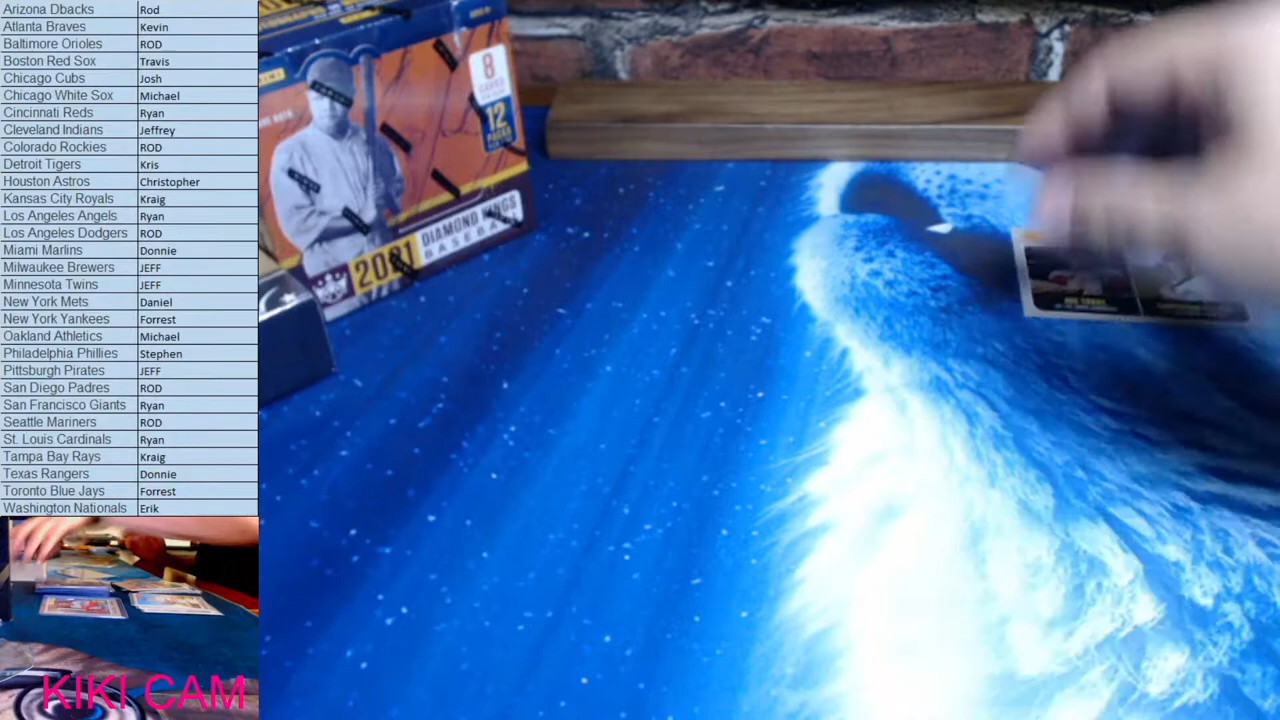 Arizona Dbacks Rod
Atlanta Braves Kevin
Baltimore Orioles ROD
Boston Red Sox Travis
Chicago Cubs Josh
Chicago White Sox Michael
Cincinnati Reds Ryan
Cleveland Indians Jeffrey
Colorado Rockies ROD
Detroit Tigers Kris
Houston Astros Christopher
Kansas City Royals Kraig
Los Angeles Angels Ryan
Los Angeles Dodgers ROD
Miami Marlins Donnie
Milwaukee Brewers JEFF
Minnesota Twins JEFF
New York Mets Daniel
New York Yankees Forrest
Oakland Athletics Michael
Philadelphia Phillies Stephen
Pittsburgh Pirates JEFF
San Diego Padres ROD
San Francisco Giants Ryan
Seattle Mariners ROD
St. Louis Cardinals Ryan
Tampa Bay Rays Kraig
Texas Rangers Donnie
Toronto Blue Jays Forrest
Washington Nationals Erik
KIKI CAM
8
CARDS
12
PACKS
2021
DIAMOND KINGS
BASEBALL